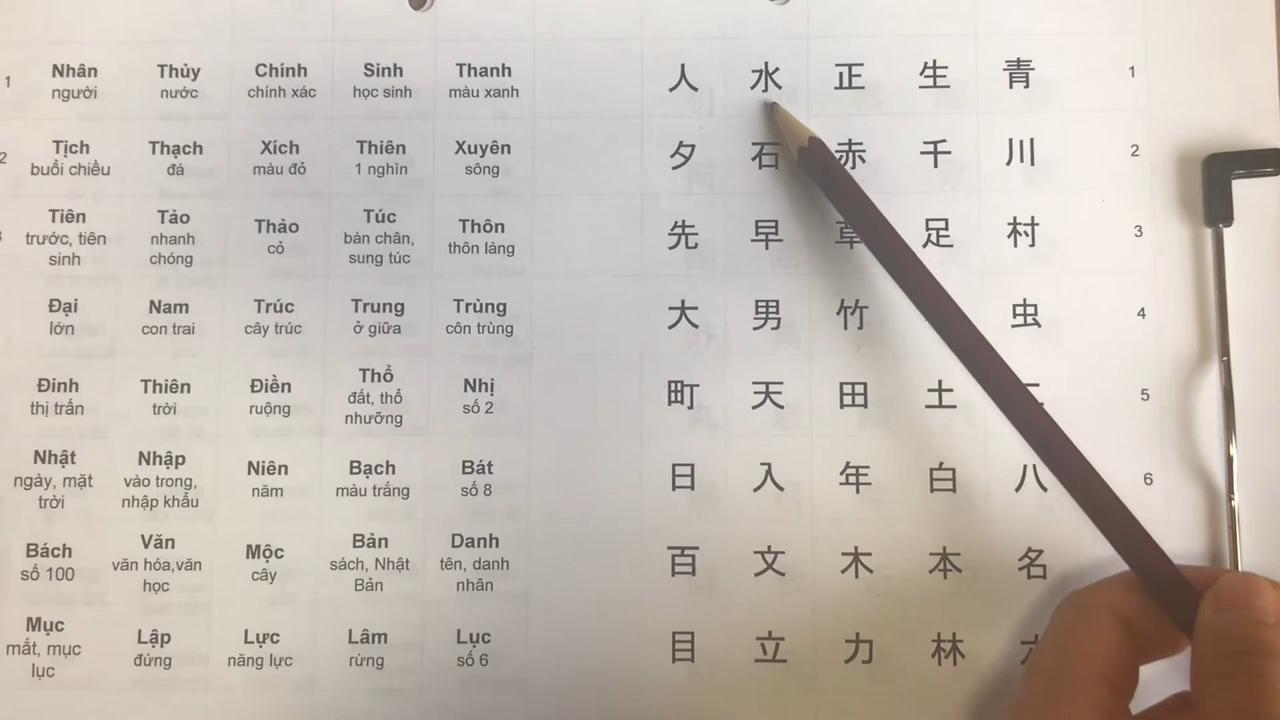 1 Nhân Thủy Chính Sinh Thanh 人 水 正 生 青 1
người nước chính xác học sinh màu xanh
2 Tịch Thạch Xích Thiên Xuyên 夕 石 赤 千 川 2
buổi chiều đá màu đỏ 1 nghìn sông
Tiên Tảo Thảo Túc Thôn 先 早 草 足 村 3
trước, tiên sinh nhanh chóng cỏ bàn chân, sung túc thôn làng
Đại Nam Trúc Trung Trùng 大 男 竹 虫 4
lớn con trai cây trúc ở giữa côn trùng
Đinh Thiên Điền Thổ Nhị 町 天 田 土 5
thị trấn trời ruộng đất, thổ nhưỡng số 2
Nhật Nhập Niên Bạch Bát 日 入 年 白 八 6
ngày, mặt trời vào trong, nhập khẩu năm màu trắng số 8
Bách Văn Mộc Bản Danh 百 文 木 本 名
số 100 văn hóa,văn học cây sách, Nhật Bản tên, danh nhân
Mục Lập Lực Lâm Lục 目 立 力 林
mắt, mục lục đứng năng lực rừng số 6